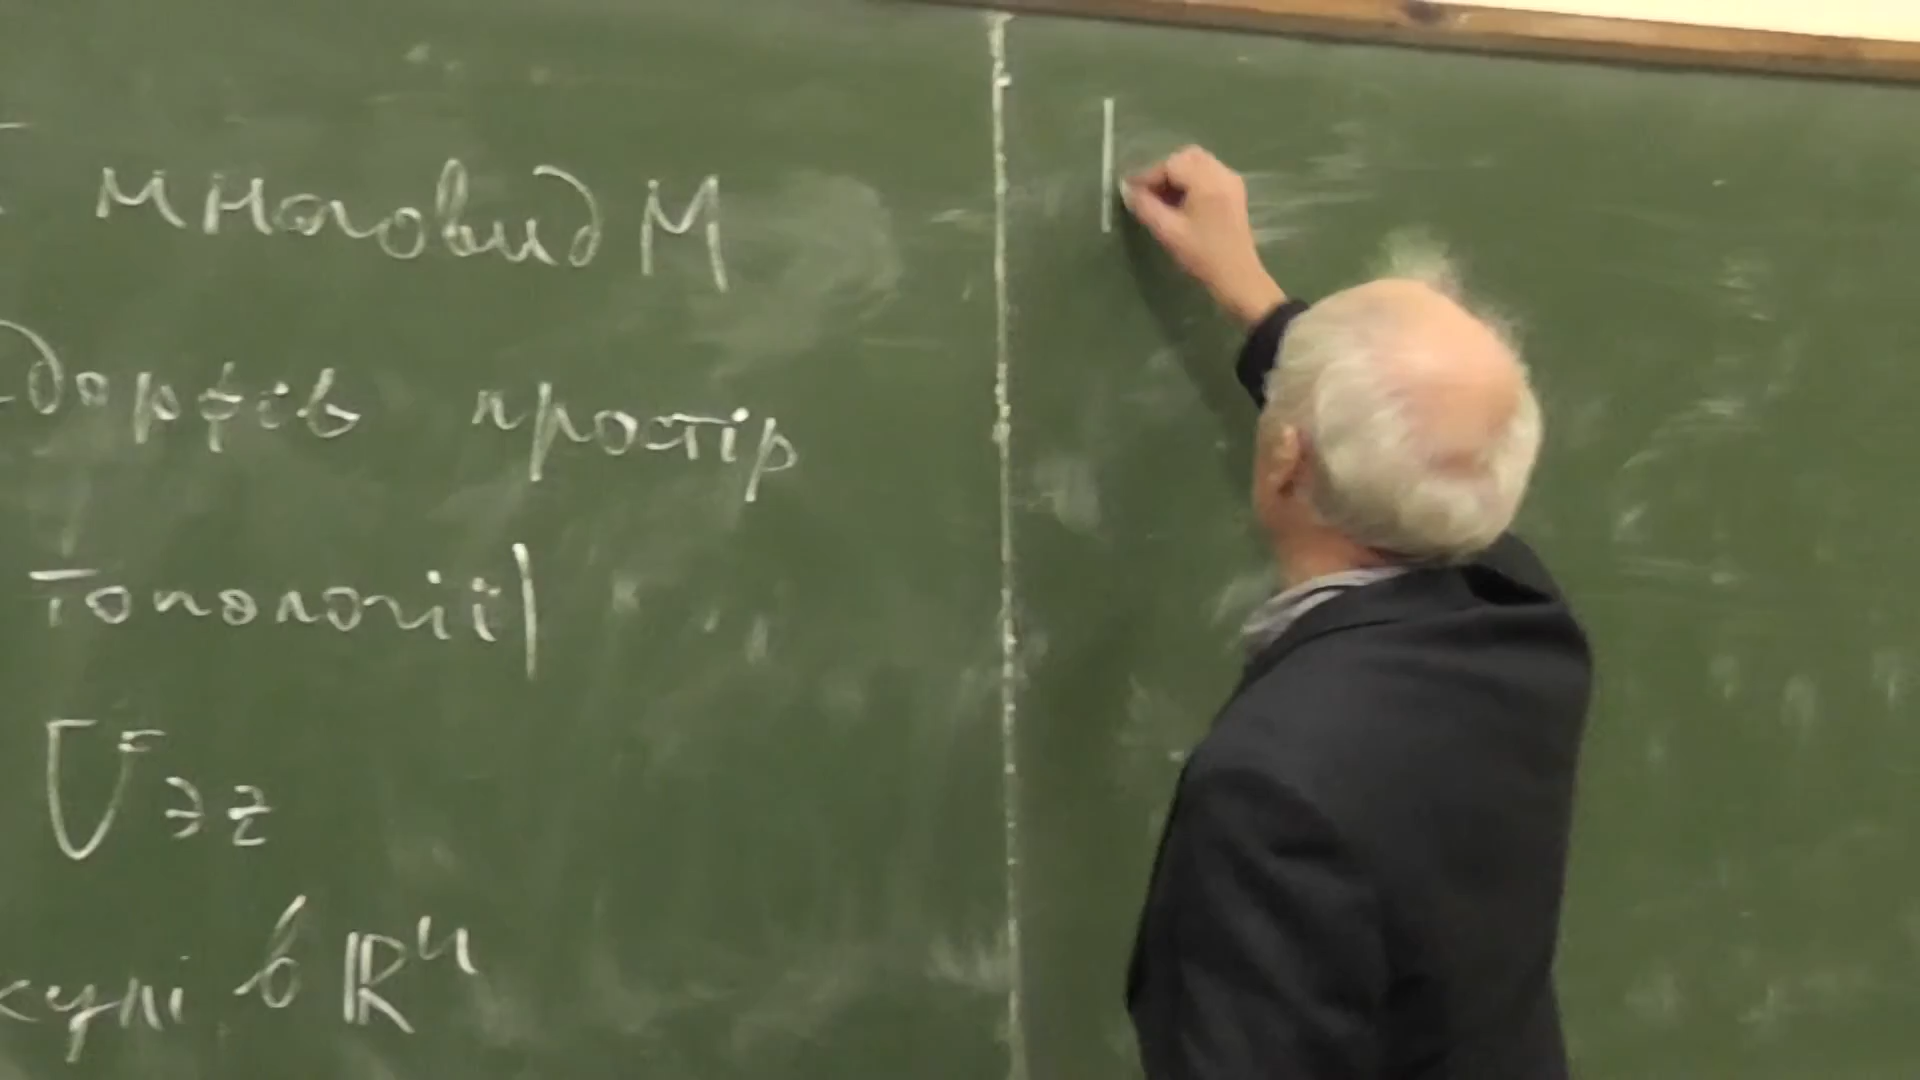 многовид M
дорфів простір
топології
U ∋ z
кулі в ℝⁿ